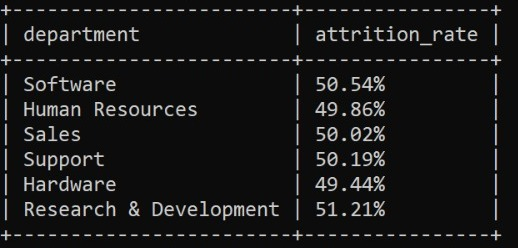 +----------------------+----------------+
| department           | attrition_rate |
+----------------------+----------------+
| Software             | 50.54%         |
| Human Resources      | 49.86%         |
| Sales                | 50.02%         |
| Support              | 50.19%         |
| Hardware             | 49.44%         |
| Research & Development | 51.21%         |
+----------------------+----------------+